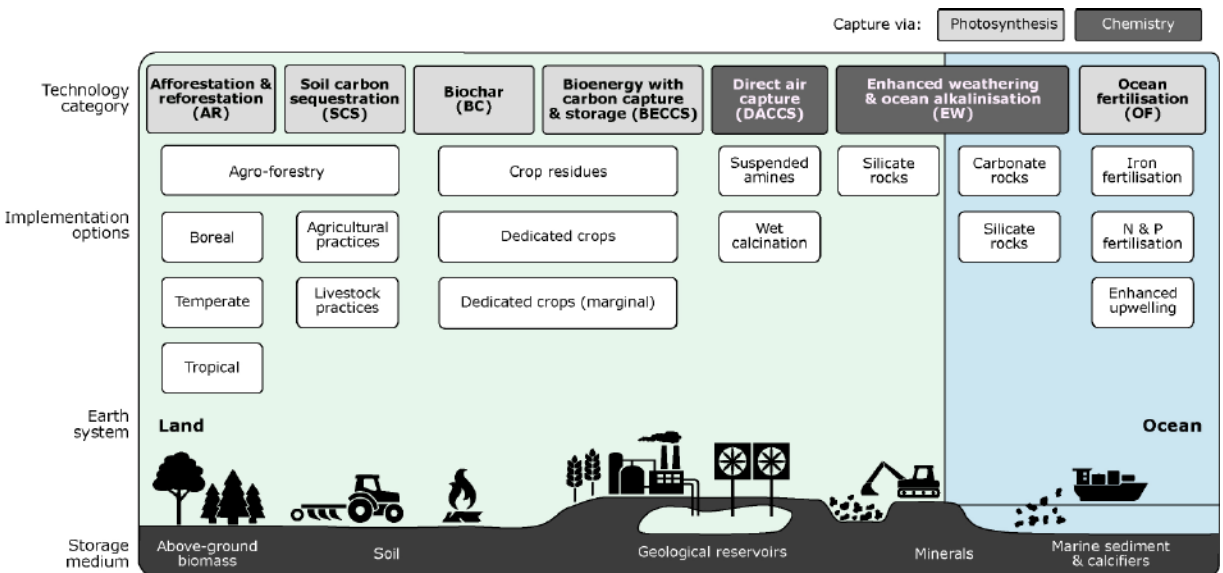 Capture via: Photosynthesis Chemistry
Technology
category
Afforestation &
reforestation
(AR)
Soil carbon
sequestration
(SCS)
Biochar
(BC)
Bioenergy with
carbon capture
& storage (BECCS)
Direct air
capture
(DACCS)
Enhanced weathering
& ocean alkalinisation
(EW)
Ocean
fertilisation
(OF)
Implementation
options
Agro-forestry
Crop residues
Suspended
amines
Silicate
rocks
Carbonate
rocks
Iron
fertilisation
Boreal
Agricultural
practices
Dedicated crops
Wet
calcination
Silicate
rocks
N & P
fertilisation
Temperate
Livestock
practices
Dedicated crops (marginal)
Enhanced
upwelling
Tropical
Earth
system
Land
Ocean
Storage
medium
Above-ground
biomass
Soil
Geological reservoirs
Minerals
Marine sediment
& calcifiers